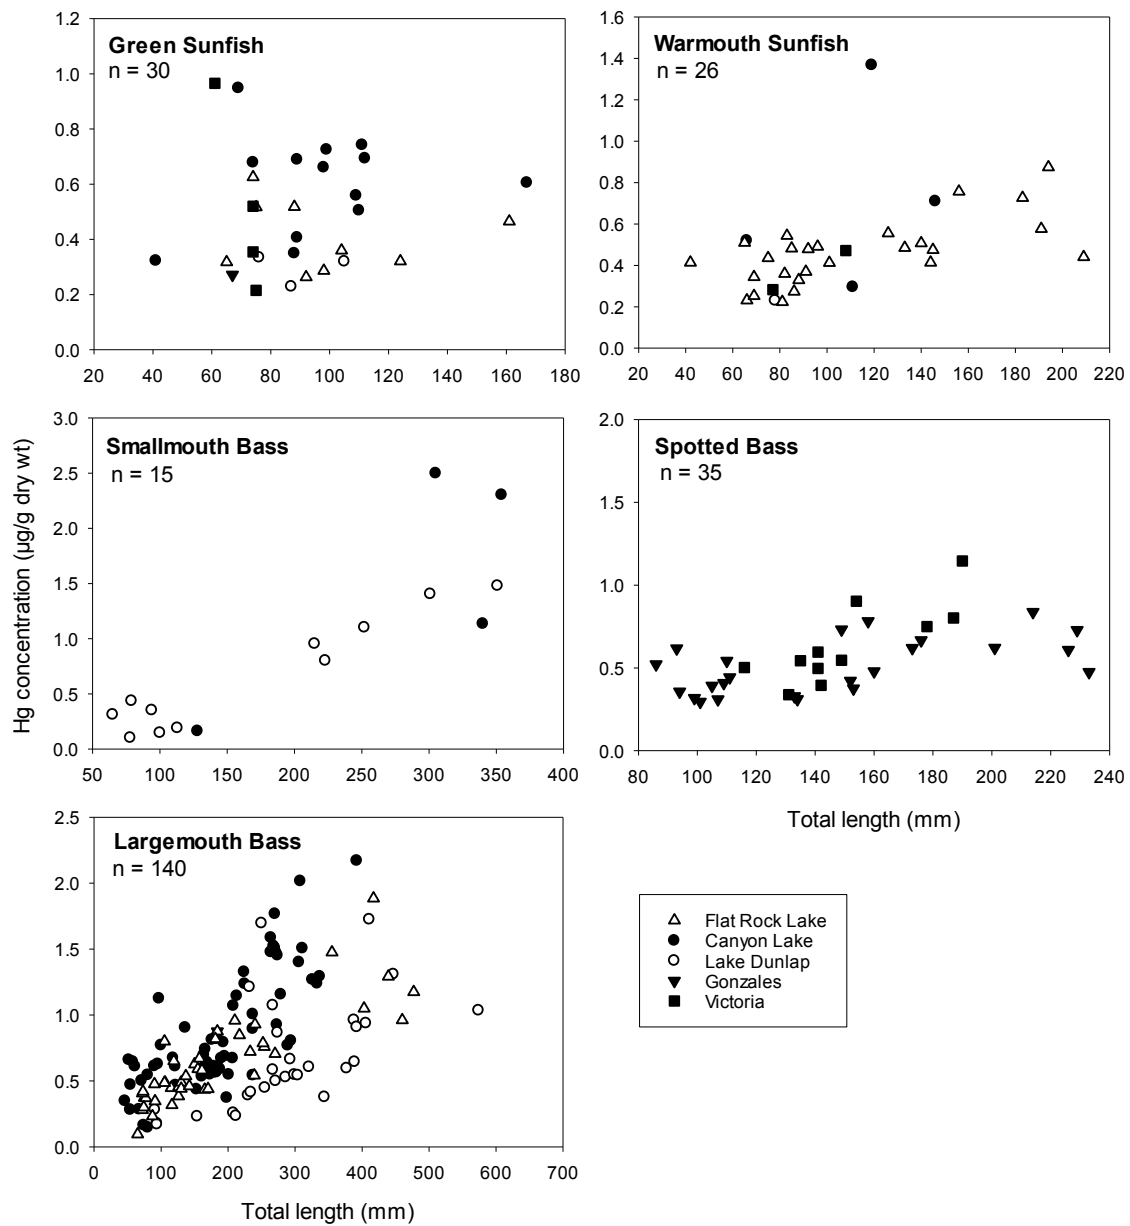 Hg concentration (µg/g dry wt)
Green Sunfish
n = 30
1.2
1.0
0.8
0.6
0.4
0.2
0.0
20 40 60 80 100 120 140 160 180
Warmouth Sunfish
n = 26
1.6
1.4
1.2
1.0
0.8
0.6
0.4
0.2
0.0
20 40 60 80 100 120 140 160 180 200 220
Smallmouth Bass
n = 15
3.0
2.5
2.0
1.5
1.0
0.5
0.0
50 100 150 200 250 300 350 400
Spotted Bass
n = 35
2.0
1.5
1.0
0.5
0.0
80 100 120 140 160 180 200 220 240
Total length (mm)
Largemouth Bass
n = 140
2.5
2.0
1.5
1.0
0.5
0.0
0 100 200 300 400 500 600 700
Total length (mm)
Flat Rock Lake
Canyon Lake
Lake Dunlap
Gonzales
Victoria